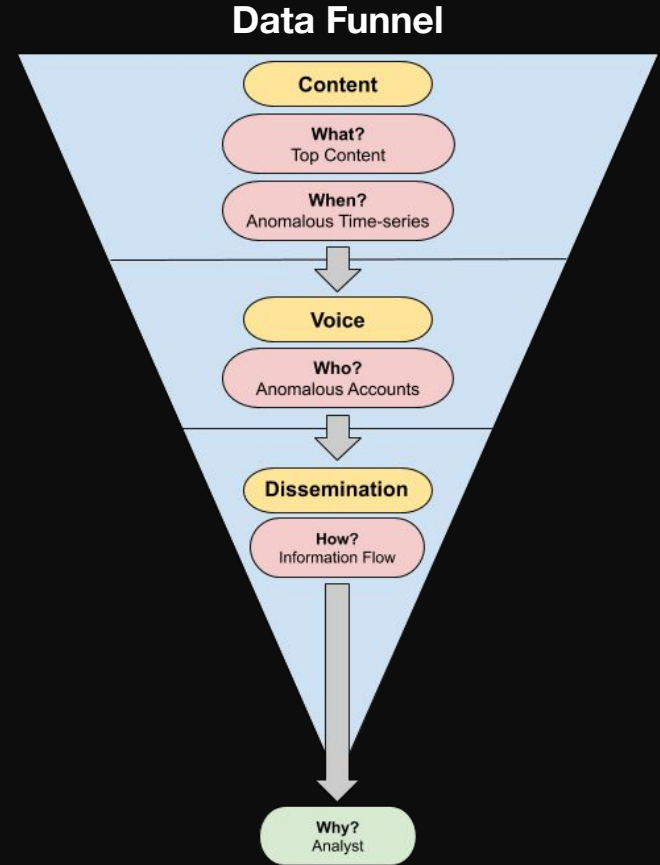 Data Funnel
Content
What?
Top Content
When?
Anomalous Time-series
Voice
Who?
Anomalous Accounts
Dissemination
How?
Information Flow
Why?
Analyst